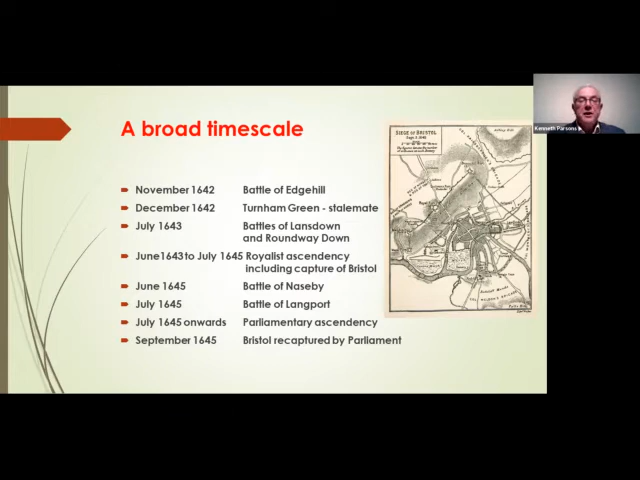 Kenneth Parsons
A broad timescale
SIEGE OF BRISTOL
November 1642 Battle of Edgehill
December 1642 Turnham Green - stalemate
July 1643 Battles of Lansdown
and Roundway Down
June1643 to July 1645 Royalist ascendency
including capture of Bristol
June 1645 Battle of Naseby
July 1645 Battle of Langport
July 1645 onwards Parliamentary ascendency
September 1645 Bristol recaptured by Parliament